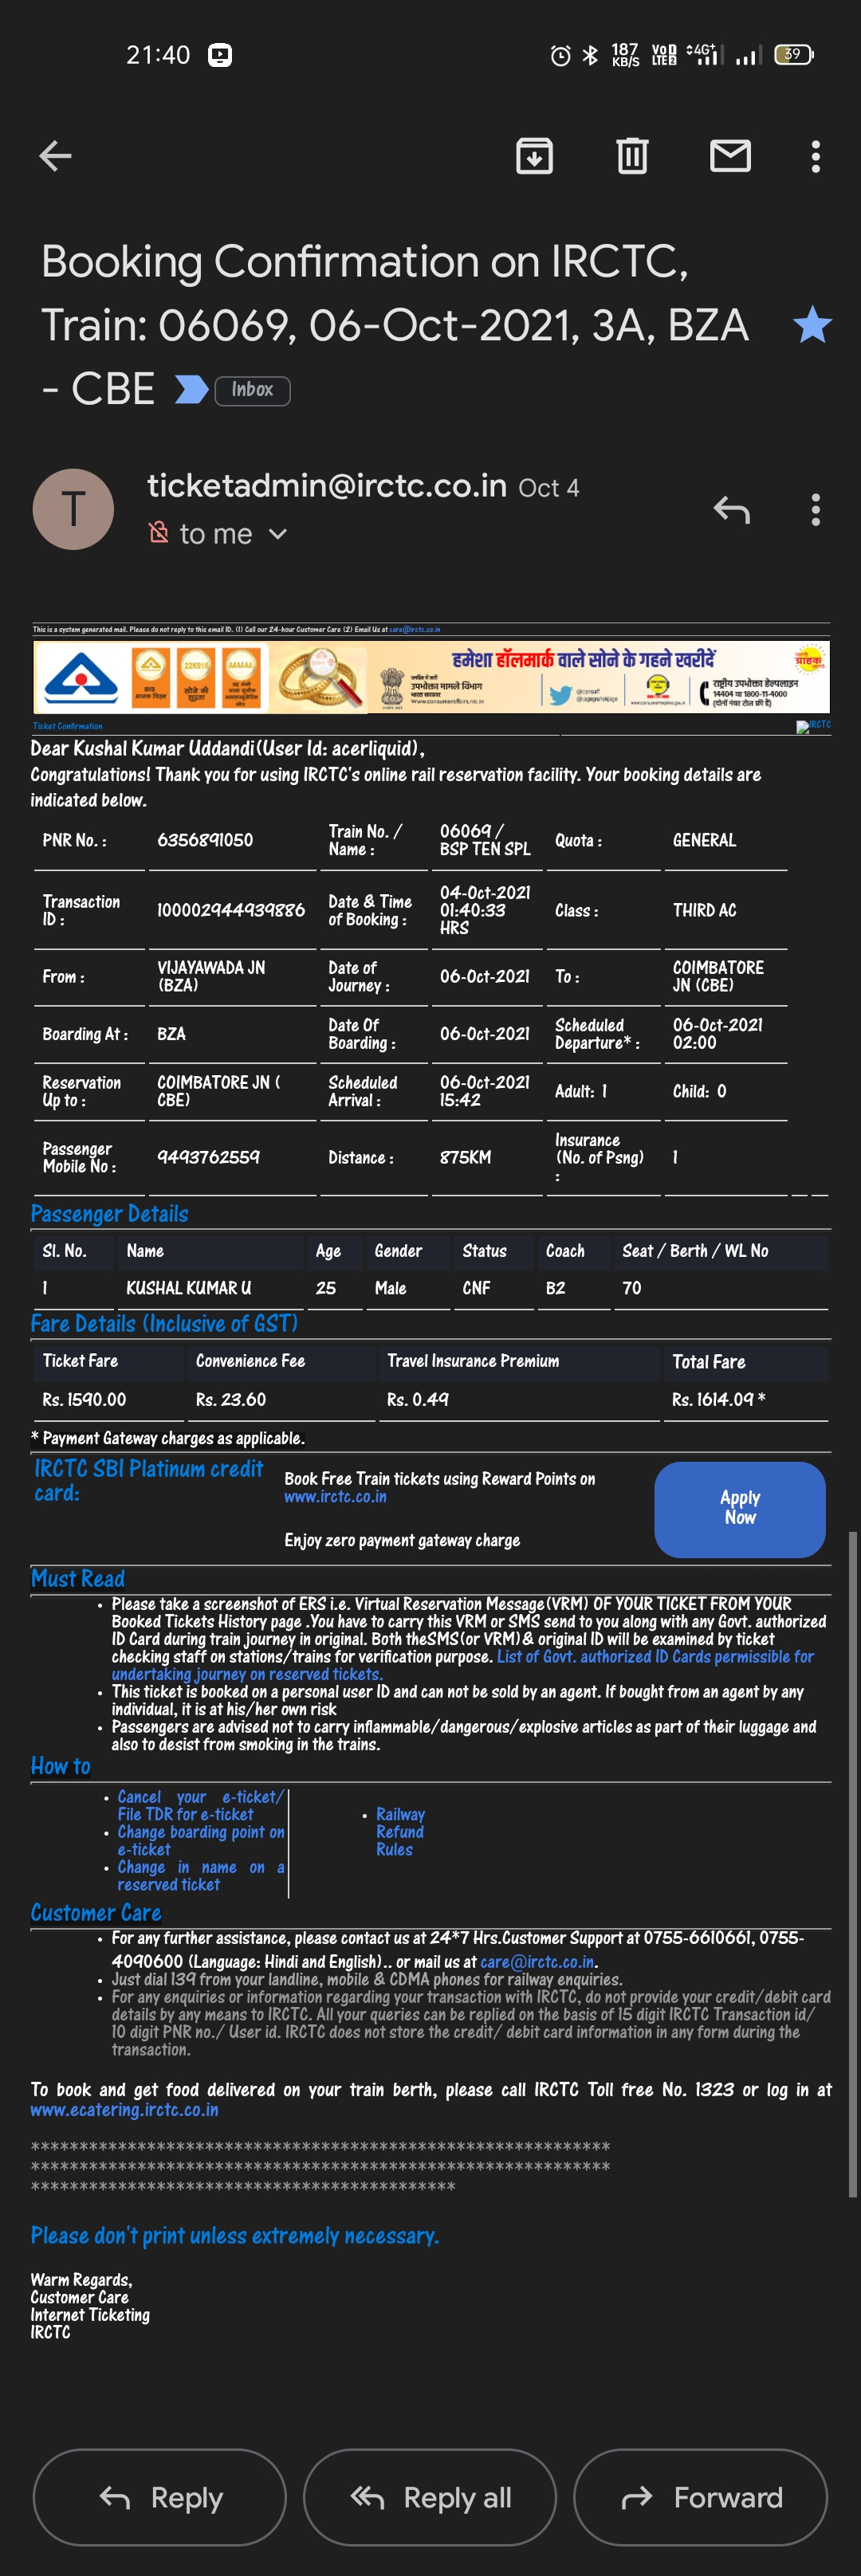 21:40
187 KB/S VoD LTE2 4G+ 39
Booking Confirmation on IRCTC,
Train: 06069, 06-Oct-2021, 3A, BZA
- CBE Inbox
T
ticketadmin@irctc.co.in Oct 4
to me
This is a system generated mail. Please do not reply to this email ID. (1) Call our 24-hour Customer Care (2) Email Us at care@irctc.co.in
हमेशा हॉलमार्क वाले सोने के गहने खरीदें
उपभोक्ता मामले विभाग
भारत सरकार
www.consumeraffairs.nic.in
राष्ट्रीय उपभोक्ता हेल्पलाइन
14404 या 1800-11-4000
(दोनों नंबर टोल फ्री हैं)
Ticket Confirmation IRCTC
Dear Kushal Kumar Uddandi(User Id: acerliquid),
Congratulations! Thank you for using IRCTC's online rail reservation facility. Your booking details are
indicated below.
PNR No. : 6356891050 Train No. / Name : 06069 / BSP TEN SPL Quota : GENERAL
Transaction ID : 100002944939886 Date & Time of Booking : 04-Oct-2021 01:40:33 HRS Class : THIRD AC
From : VIJAYAWADA JN (BZA) Date of Journey : 06-Oct-2021 To : COIMBATORE JN (CBE)
Boarding At : BZA Date Of Boarding : 06-Oct-2021 Scheduled Departure* : 06-Oct-2021 02:00
Reservation Up to : COIMBATORE JN ( CBE) Scheduled Arrival : 06-Oct-2021 15:42 Adult: 1 Child: 0
Passenger Mobile No : 9493762559 Distance : 875KM Insurance (No. of Psng) : 1
Passenger Details
Sl. No. Name Age Gender Status Coach Seat / Berth / WL No
1 KUSHAL KUMAR U 25 Male CNF B2 70
Fare Details (Inclusive of GST)
Ticket Fare Convenience Fee Travel Insurance Premium Total Fare
Rs. 1590.00 Rs. 23.60 Rs. 0.49 Rs. 1614.09 *
* Payment Gateway charges as applicable.
IRCTC SBI Platinum credit card:
Book Free Train tickets using Reward Points on
www.irctc.co.in
Enjoy zero payment gateway charge
Apply
Now
Must Read
• Please take a screenshot of ERS i.e. Virtual Reservation Message(VRM) OF YOUR TICKET FROM YOUR
Booked Tickets History page .You have to carry this VRM or SMS send to you along with any Govt. authorized
ID Card during train journey in original. Both theSMS(or VRM)& original ID will be examined by ticket
checking staff on stations/trains for verification purpose. List of Govt. authorized ID Cards permissible for
undertaking journey on reserved tickets.
• This ticket is booked on a personal user ID and can not be sold by an agent. If bought from an agent by any
individual, it is at his/her own risk
• Passengers are advised not to carry inflammable/dangerous/explosive articles as part of their luggage and
also to desist from smoking in the trains.
How to
• Cancel your e-ticket/
File TDR for e-ticket
• Change boarding point on
e-ticket
• Change in name on a
reserved ticket
• Railway
Refund
Rules
Customer Care
• For any further assistance, please contact us at 24*7 Hrs.Customer Support at 0755-6610661, 0755-
4090600 (Language: Hindi and English).. or mail us at care@irctc.co.in.
• Just dial 139 from your landline, mobile & CDMA phones for railway enquiries.
• For any enquiries or information regarding your transaction with IRCTC, do not provide your credit/debit card
details by any means to IRCTC. All your queries can be replied on the basis of 15 digit IRCTC Transaction id/
10 digit PNR no./ User id. IRCTC does not store the credit/ debit card information in any form during the
transaction.
To book and get food delivered on your train berth, please call IRCTC Toll free No. 1323 or log in at
www.ecatering.irctc.co.in
************************************************************
************************************************************
********************************************
Please don't print unless extremely necessary.
Warm Regards,
Customer Care
Internet Ticketing
IRCTC
Reply
Reply all
Forward